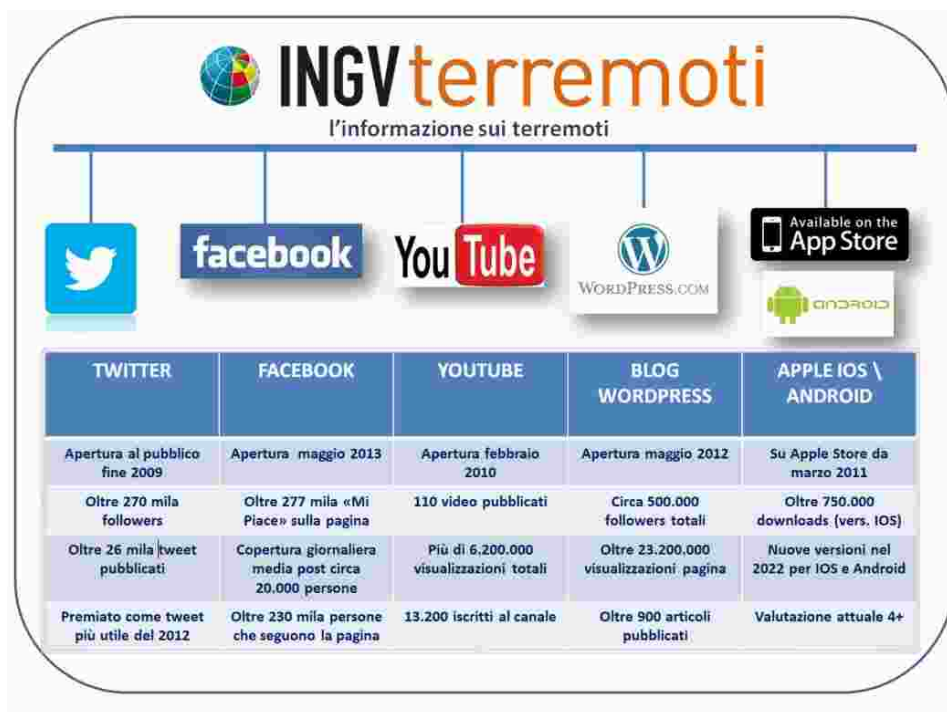 INGVterremoti
l'informazione sui terremoti
facebook
YouTube
WORDPRESS.COM
Available on the
App Store
ANDROID
TWITTER
FACEBOOK
YOUTUBE
BLOG
WORDPRESS
APPLE IOS \
ANDROID
Apertura al pubblico
fine 2009
Apertura maggio 2013
Apertura febbraio
2010
Apertura maggio 2012
Su Apple Store da
marzo 2011
Oltre 270 mila
followers
Oltre 277 mila «Mi
Piace» sulla pagina
110 video pubblicati
Circa 500.000
followers totali
Oltre 750.000
downloads (vers. IOS)
Oltre 26 mila tweet
pubblicati
Copertura giornaliera
media post circa
20.000 persone
Più di 6.200.000
visualizzazioni totali
Oltre 23.200.000
visualizzazioni pagina
Nuove versioni nel
2022 per IOS e Android
Premiato come tweet
più utile del 2012
Oltre 230 mila persone
che seguono la pagina
13.200 iscritti al canale
Oltre 900 articoli
pubblicati
Valutazione attuale 4+